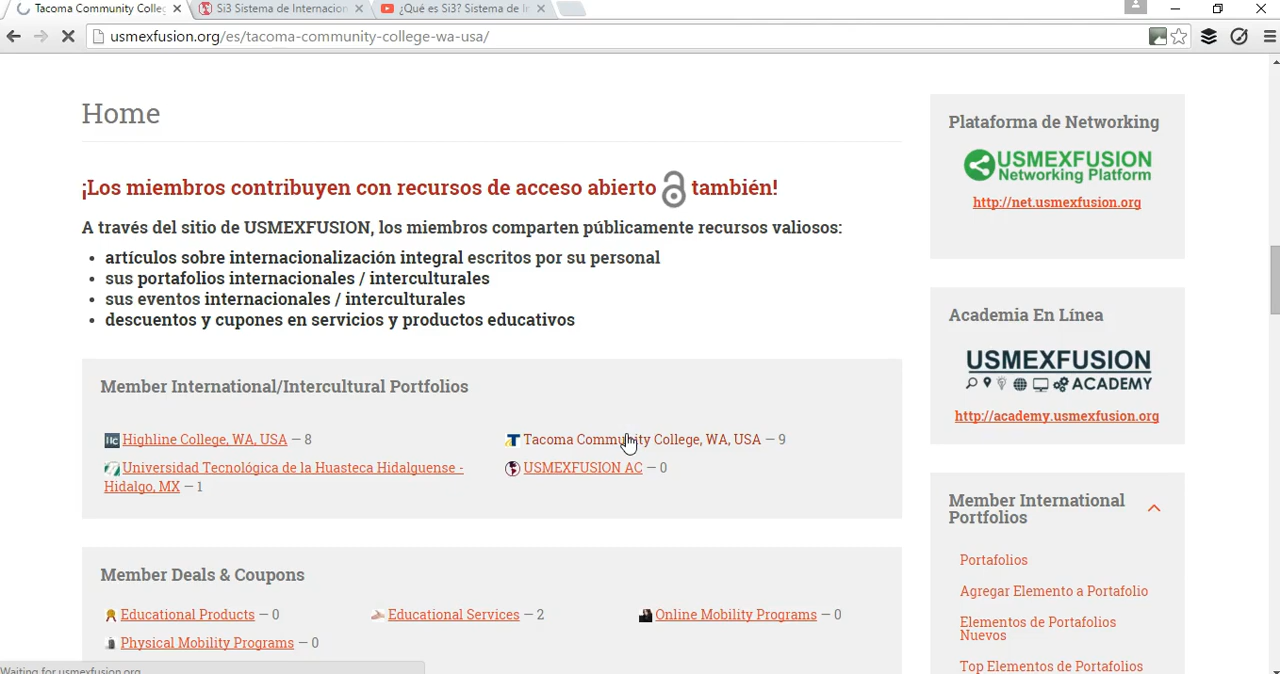 Tacoma Community Colleg
Si3 Sistema de Internacion
¿Qué es Si3? Sistema de In
usmexfusion.org/es/tacoma-community-college-wa-usa/
Home
¡Los miembros contribuyen con recursos de acceso abierto también!
A través del sitio de USMEXFUSION, los miembros comparten públicamente recursos valiosos:
• artículos sobre internacionalización integral escritos por su personal
• sus portafolios internacionales / interculturales
• sus eventos internacionales / interculturales
• descuentos y cupones en servicios y productos educativos
Member International/Intercultural Portfolios
Hc Highline College, WA, USA – 8
Tacoma Community College, WA, USA – 9
Universidad Tecnológica de la Huasteca Hidalguense -
Hidalgo, MX – 1
USMEXFUSION AC – 0
Member Deals & Coupons
Educational Products – 0
Educational Services – 2
Online Mobility Programs – 0
Physical Mobility Programs – 0
Plataforma de Networking
USMEXFUSION
Networking Platform
http://net.usmexfusion.org
Academia En Línea
USMEXFUSION
ACADEMY
http://academy.usmexfusion.org
Member International
Portfolios
Portafolios
Agregar Elemento a Portafolio
Elementos de Portafolios
Nuevos
Top Elementos de Portafolios
Waiting for usmexfusion.org